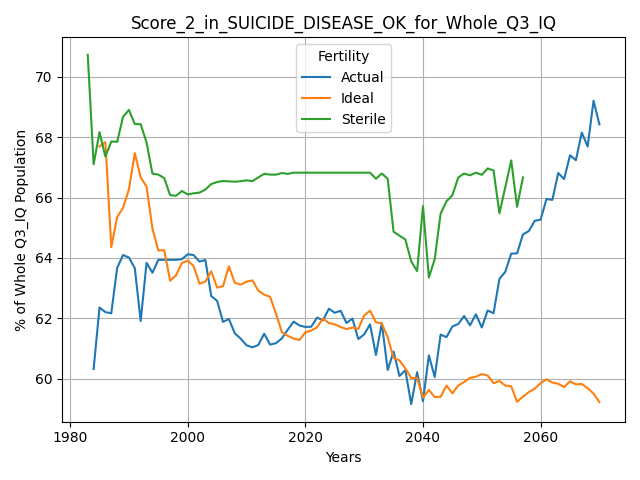 Score_2_in_SUICIDE_DISEASE_OK_for_Whole_Q3_IQ
Fertility
Actual
Ideal
Sterile
% of Whole Q3_IQ Population
70
68
66
64
62
60
1980
2000
2020
2040
2060
Years